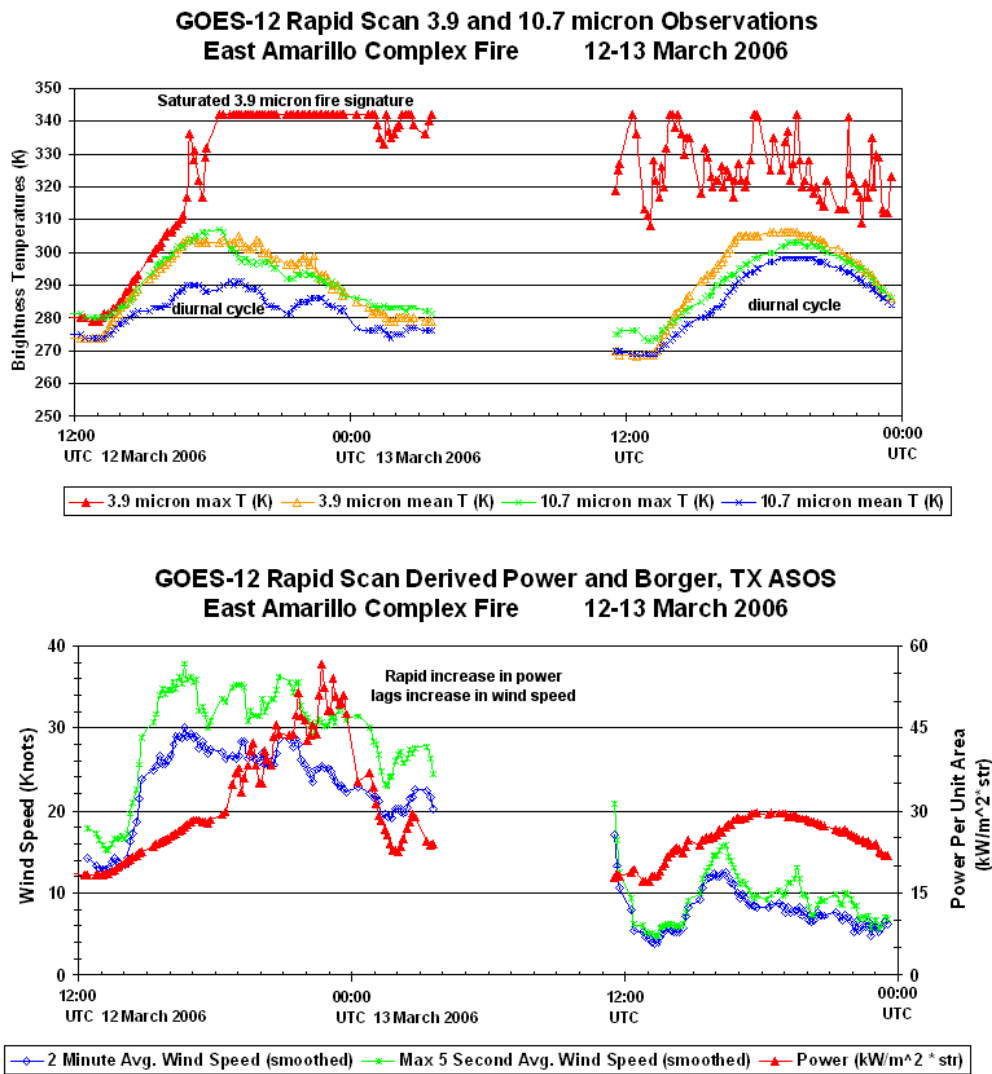 GOES-12 Rapid Scan 3.9 and 10.7 micron Observations
East Amarillo Complex Fire 12-13 March 2006
Brightness Temperatures (K)
350
340
330
320
310
300
290
280
270
260
250
Saturated 3.9 micron fire signature
diurnal cycle
diurnal cycle
12:00 00:00 12:00 00:00
UTC 12 March 2006 UTC 13 March 2006 UTC UTC
3.9 micron max T (K) 3.9 micron mean T (K) 10.7 micron max T (K) 10.7 micron mean T (K)
GOES-12 Rapid Scan Derived Power and Borger, TX ASOS
East Amarillo Complex Fire 12-13 March 2006
Wind Speed (Knots)
40
30
20
10
0
Rapid increase in power
lags increase in wind speed
60
45
30
15
0
Power Per Unit Area
(kW/m^2* str)
12:00 00:00 12:00 00:00
UTC 12 March 2006 UTC 13 March 2006 UTC UTC
2 Minute Avg. Wind Speed (smoothed) Max 5 Second Avg. Wind Speed (smoothed) Power (kW/m^2 * str)